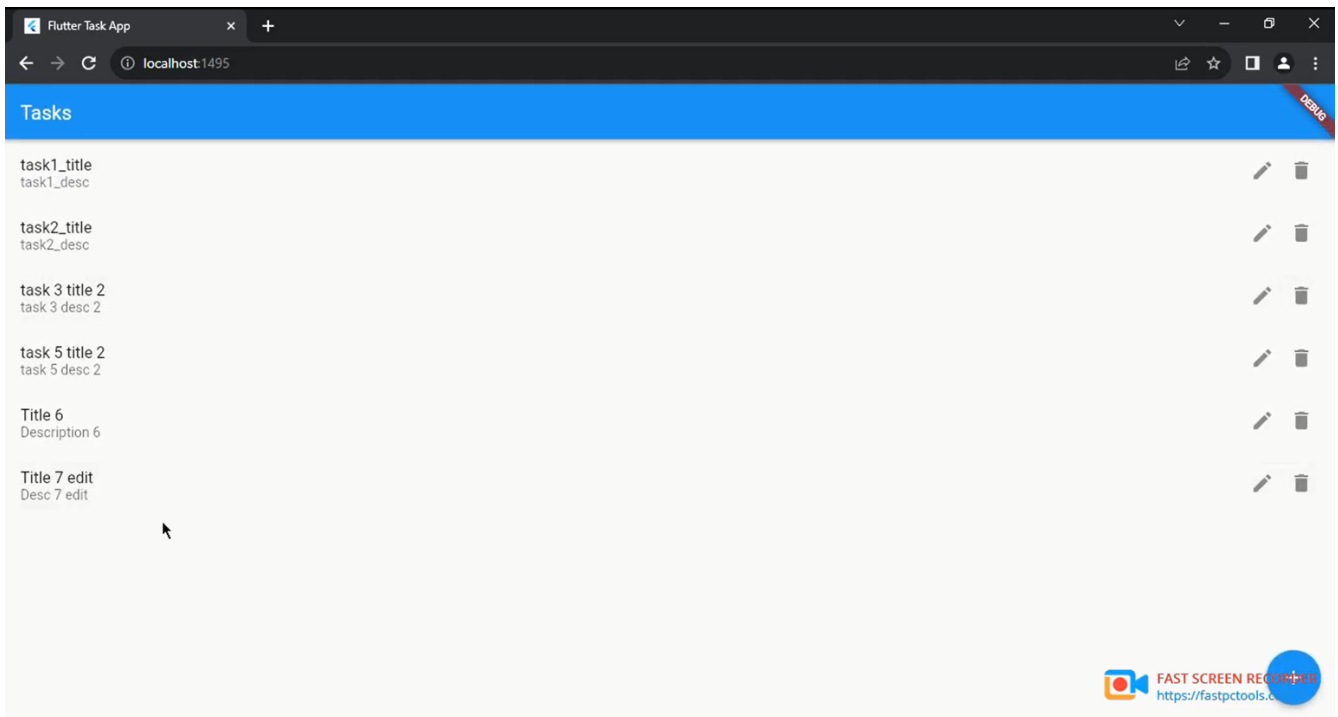 Flutter Task App
localhost:1495
Tasks
DEBUG
task1_title
task1_desc
task2_title
task2_desc
task 3 title 2
task 3 desc 2
task 5 title 2
task 5 desc 2
Title 6
Description 6
Title 7 edit
Desc 7 edit
FAST SCREEN RECORDER
https://fastpctools.c